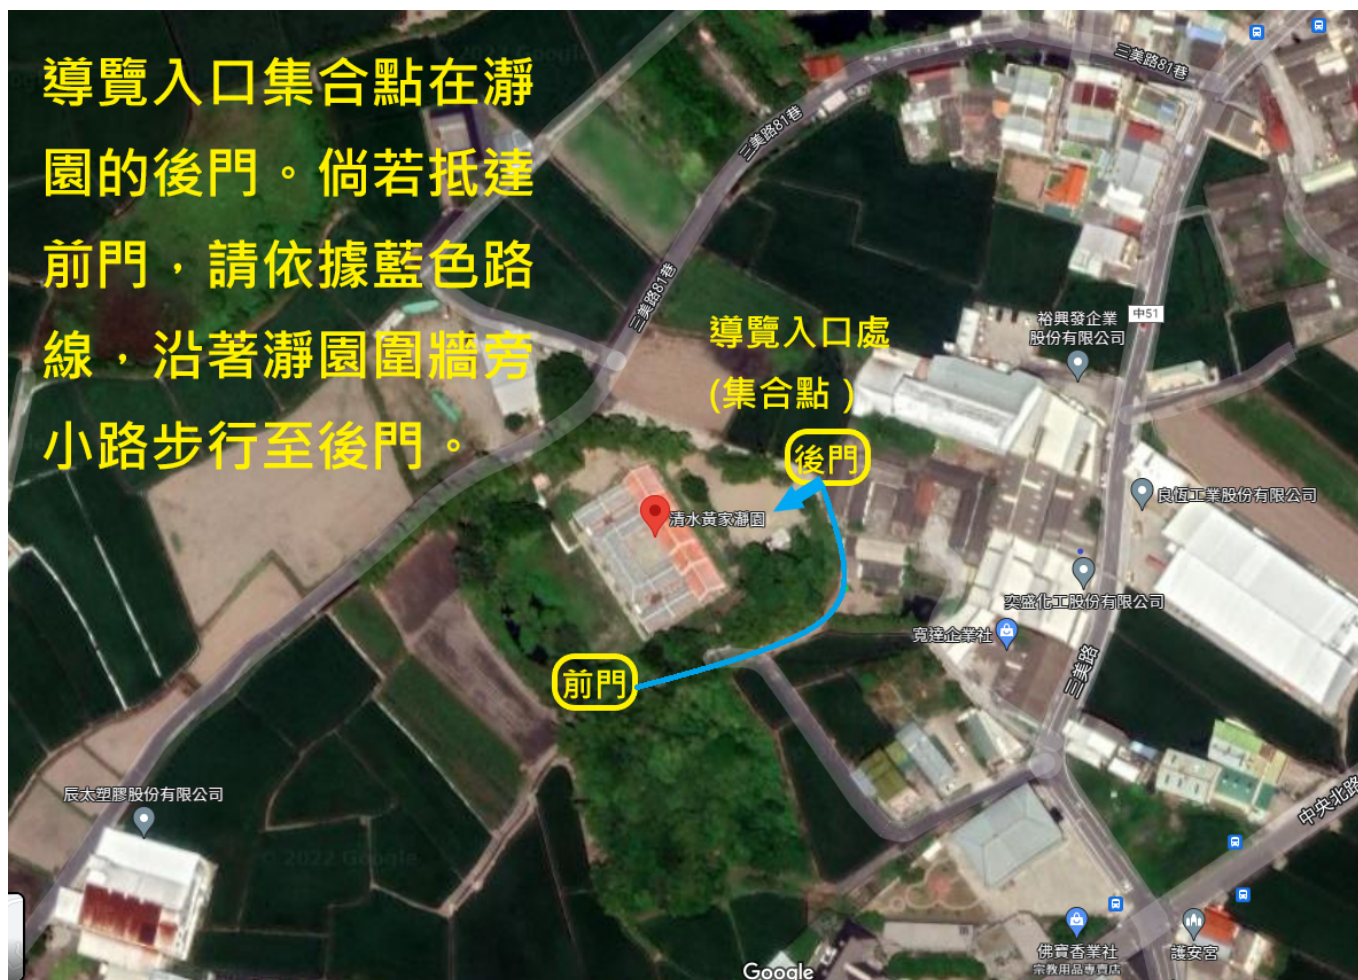 導覽入口集合點在瀞
園的後門。倘若抵達
前門，請依據藍色路
線，沿著瀞園圍牆旁
小路步行至後門。
三美路81巷
三美路81巷
三美路81巷
導覽入口處
(集合點)
後門
裕興發企業
股份有限公司
中51
清水黃家瀞園
良恆工業股份有限公司
奕盛化工股份有限公司
寬達企業社
三美路
前門
辰太塑膠股份有限公司
中央北路
© 2022 Google
佛寶香業社
宗教用品專賣店
護安宮
Google